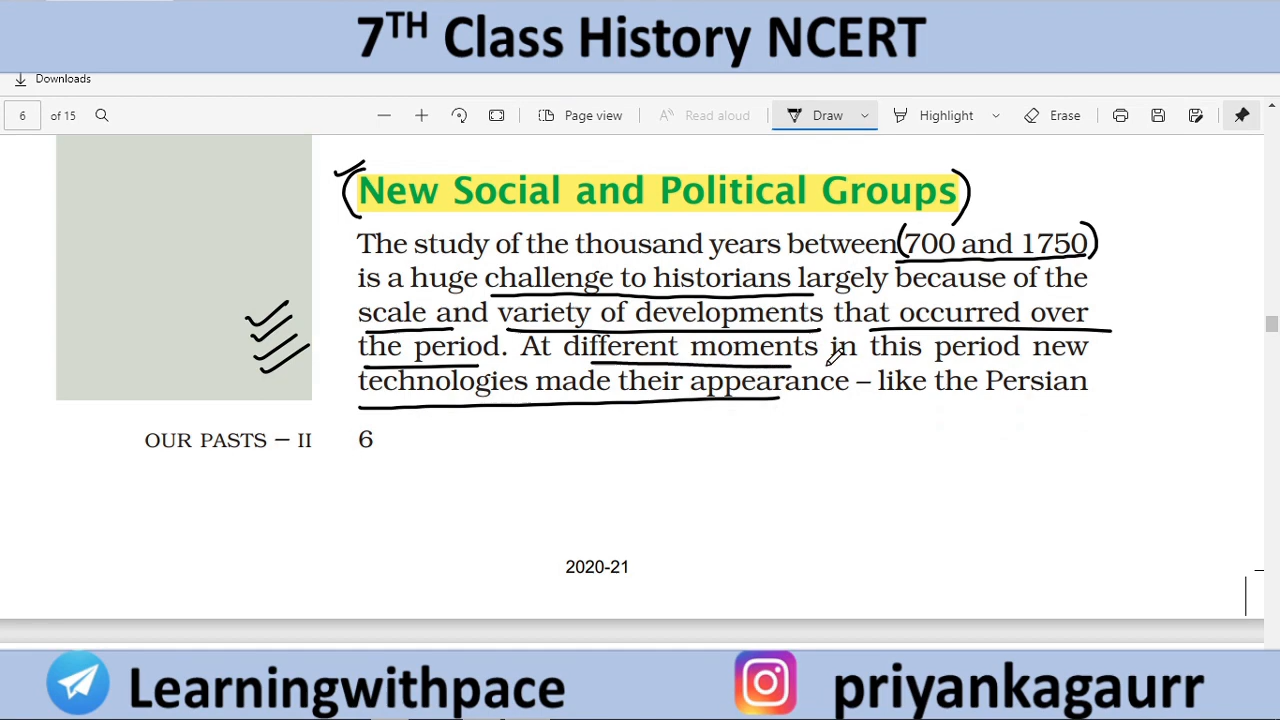 7TH Class History NCERT
Downloads
6 of 15 Page view Read aloud Draw Highlight Erase
New Social and Political Groups
The study of the thousand years between 700 and 1750
is a huge challenge to historians largely because of the
scale and variety of developments that occurred over
the period. At different moments in this period new
technologies made their appearance – like the Persian
OUR PASTS – II 6
2020-21
Learningwithpace priyankagaurr